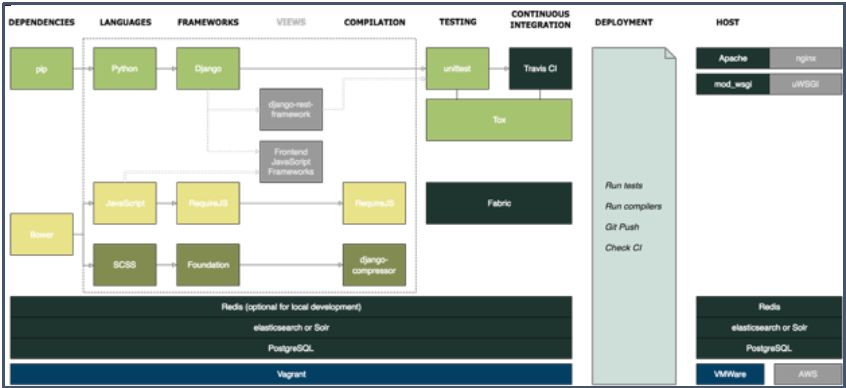 DEPENDENCIES
LANGUAGES
FRAMEWORKS
VIEWS
COMPILATION
TESTING
CONTINUOUS
INTEGRATION
DEPLOYMENT
HOST
pip
Python
Django
unittest
Travis CI
Apache
nginx
mod_wsgi
uWSGI
django-rest-
framework
Tox
Frontend
JavaScript
Frameworks
Bower
JavaScript
RequireJS
RequireJS
Fabric
Run tests
Run compilers
Git Push
Check CI
SCSS
Foundation
django-
compressor
Redis (optional for local development)
elasticsearch or Solr
PostgreSQL
Vagrant
Redis
elasticsearch or Solr
PostgreSQL
VMWare
AWS